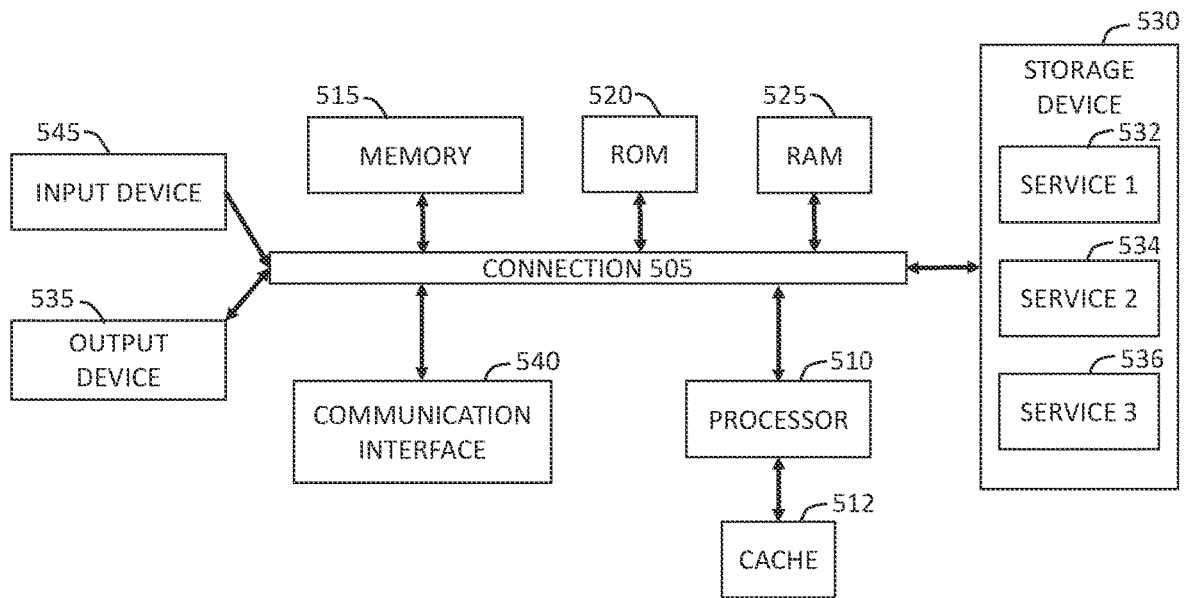 530
STORAGE
DEVICE
515
520
525
545
MEMORY
ROM
RAM
532
INPUT DEVICE
SERVICE 1
CONNECTION 505
534
SERVICE 2
535
OUTPUT
DEVICE
540
510
536
COMMUNICATION
INTERFACE
PROCESSOR
SERVICE 3
512
CACHE